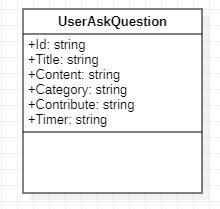 UserAskQuestion
+Id: string
+Title: string
+Content: string
+Category: string
+Contribute: string
+Timer: string